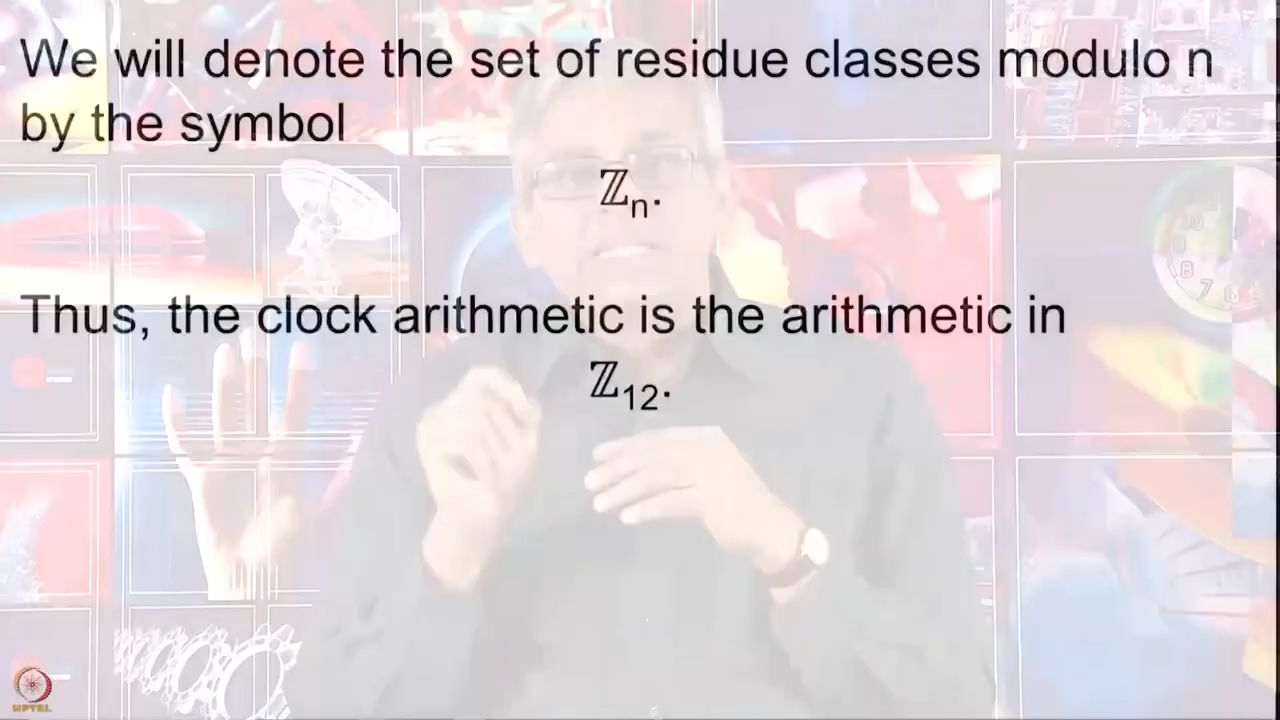 We will denote the set of residue classes modulo n
by the symbol
ℤn.
Thus, the clock arithmetic is the arithmetic in
ℤ12.
NPTEL